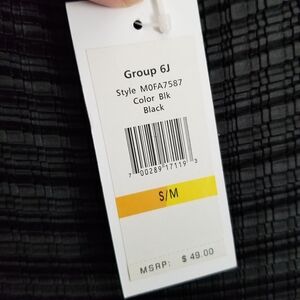 Group 6J
Style M0FA7587
Color Blk
Black
7 00289 17119 3
S/M
MSRP: $ 49.00